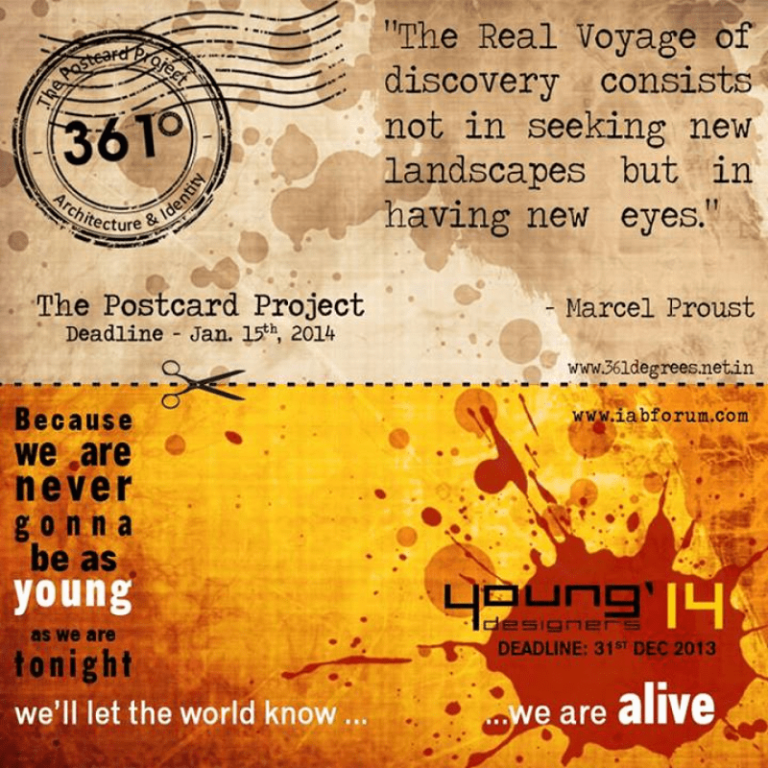 The Postcard Project
361°
Architecture & Identity
"The Real Voyage of
discovery consists
not in seeking new
landscapes but in
having new eyes."
- Marcel Proust
The Postcard Project
Deadline - Jan. 15th, 2014
www.361degrees.net.in
www.iabforum.com
Because
we are
never
gonna
be as
young
as we are
tonight
we'll let the world know ...
young'14
designers
DEADLINE: 31ST DEC 2013
...we are alive